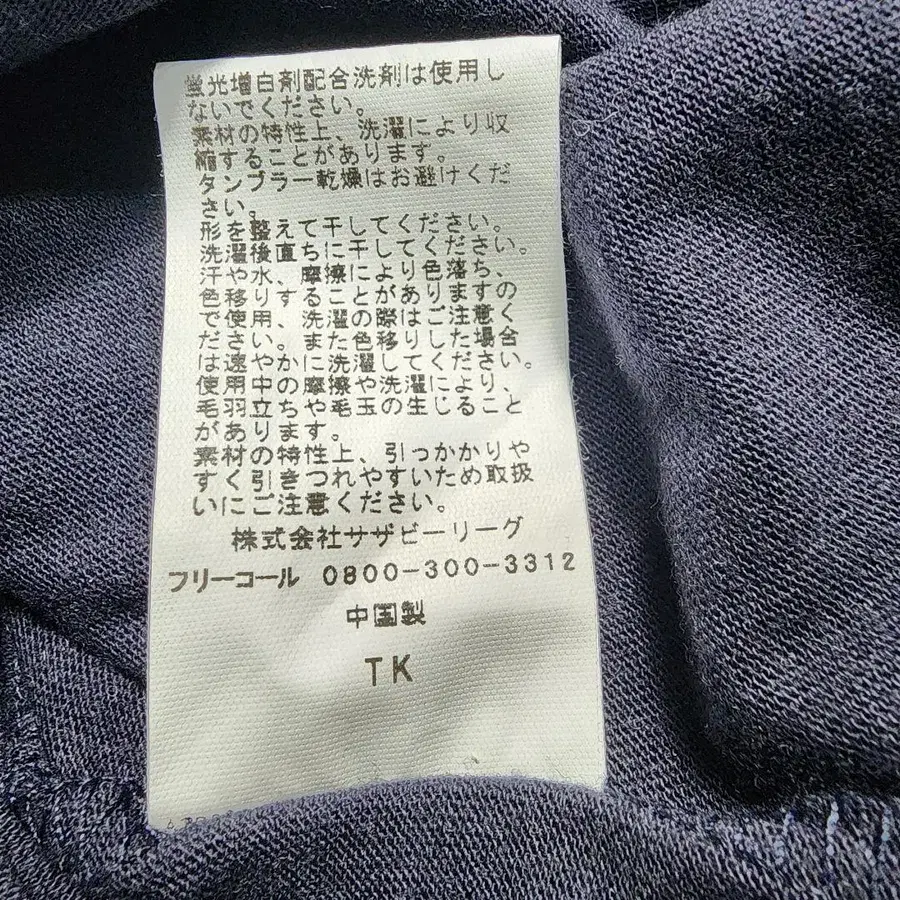 蛍光増白剤配合洗剤は使用し
ないでください。
素材の特性上、洗濯により収
縮することがあります。
タンブラー乾燥はお避けくだ
さい。
形を整えて干してください。
洗濯後直ちに干してください。
汗や水、摩擦により色落ち、
色移りすることがありますの
で使用、洗濯の際はご注意く
ださい。また色移りした場合
は速やかに洗濯してください。
使用中の摩擦や洗濯により、
毛羽立ちや毛玉の生じること
があります。
素材の特性上、引っかかりや
すく引きつれやすいため取扱
いにご注意ください。
株式会社サザビーリーグ
フリーコール 0800-300-3312
中国製
TK